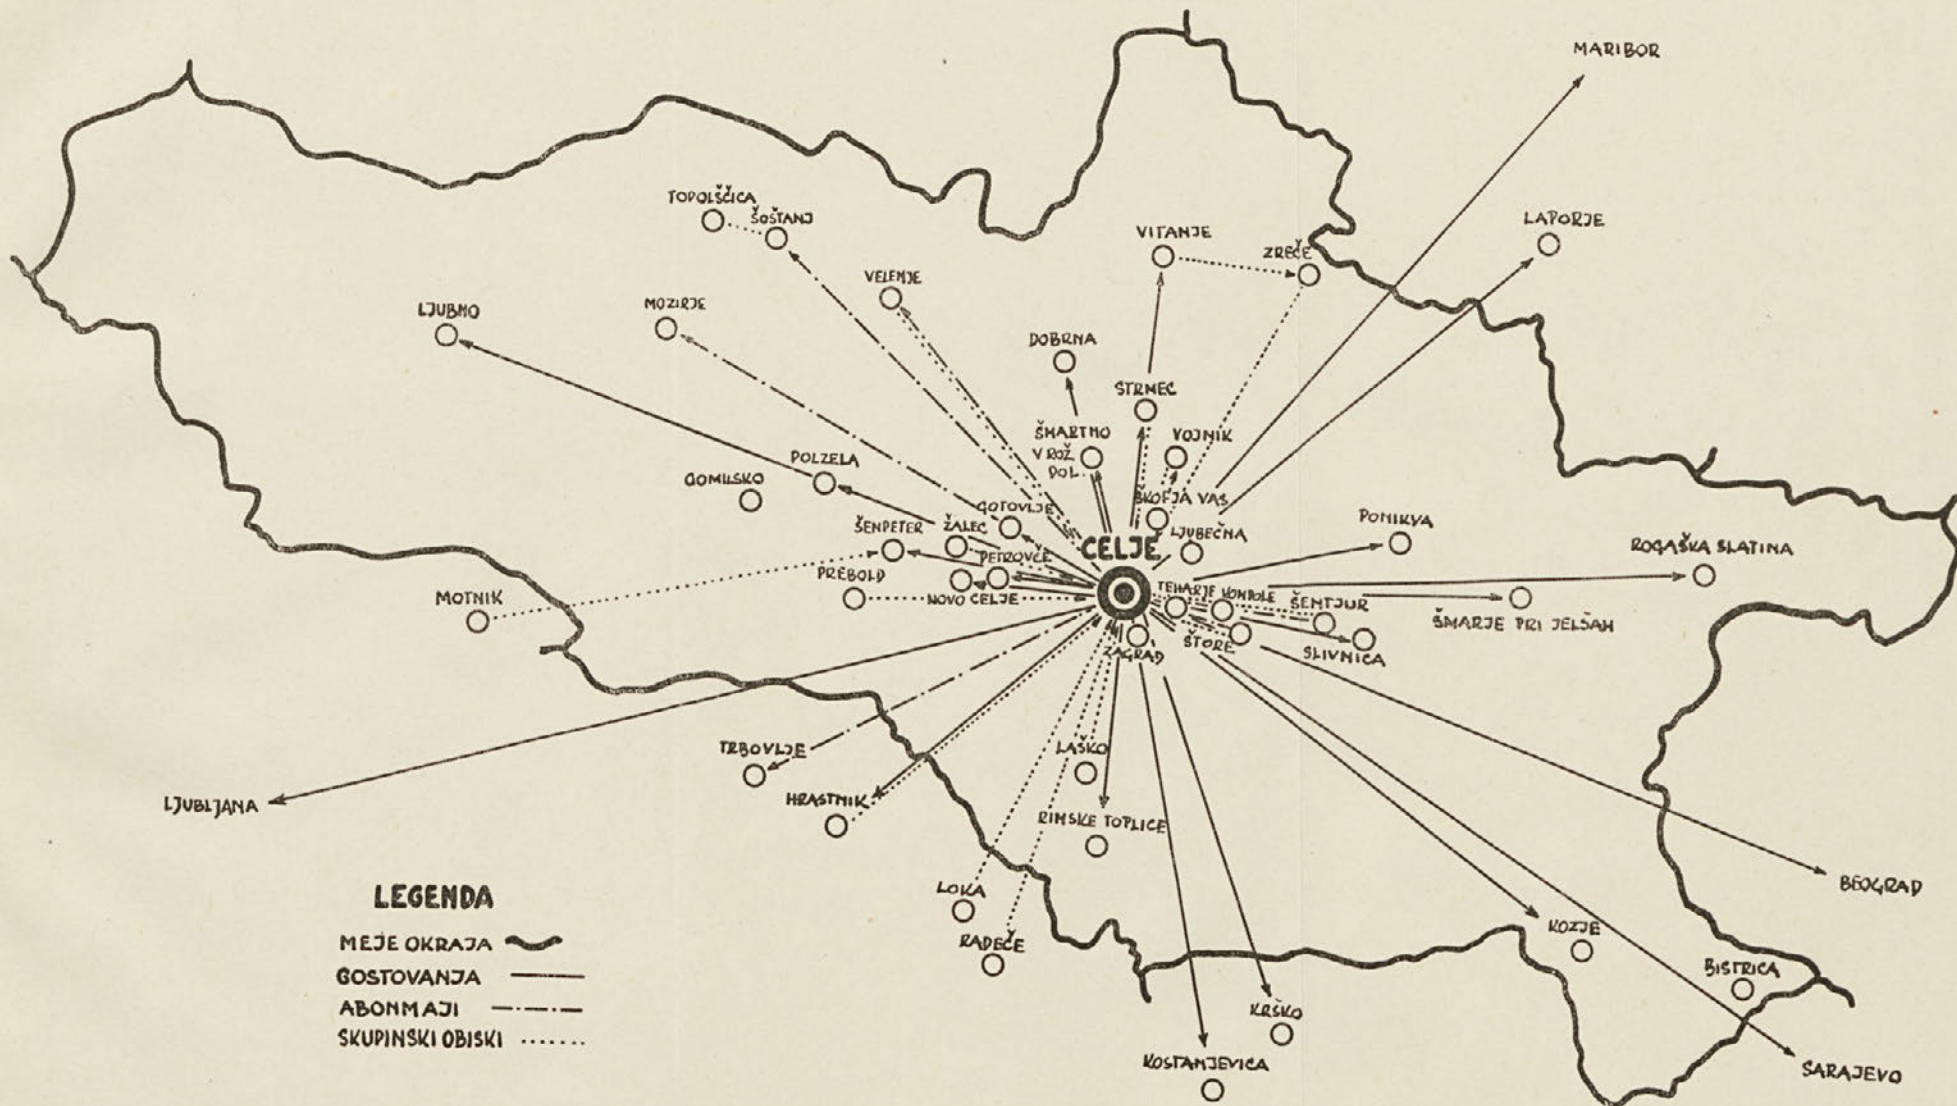 MARIBOR
TOPOLŠČICA
ŠOŠTANJ
LAPORJE
VITANJE
ZREČE
VELENJE
LJUBNO
MOZIRJE
DOBRNA
STRMEC
ŠMARTNO
V ROŽ.
DOL.
VOJNIK
POLZELA
GOMILSKO
ŠKOFJA VAS
GOTOVLJE
ŠENPETER
ŽALEC
LJUBEČNA
PONIKVA
CELJE
ROGAŠKA SLATINA
PETROVČE
PREBOLD
NOVO CELJE
MOTNIK
TEHARJE
KOMPOLE
ŠENTJUR
ŠMARJE PRI JELŠAH
ŠTORE
ZAGRAD
SLIVNICA
TRBOVLJE
LAŠKO
HRASTNIK
LJUBLJANA
RIMSKE TOPLICE
BEOGRAD
LOKA
RADEČE
KOZJE
BISTRICA
KRŠKO
KOSTANJEVICA
SARAJEVO
LEGENDA
MEJE OKRAJA
GOSTOVANJA
ABONMAJI
SKUPINSKI OBISKI